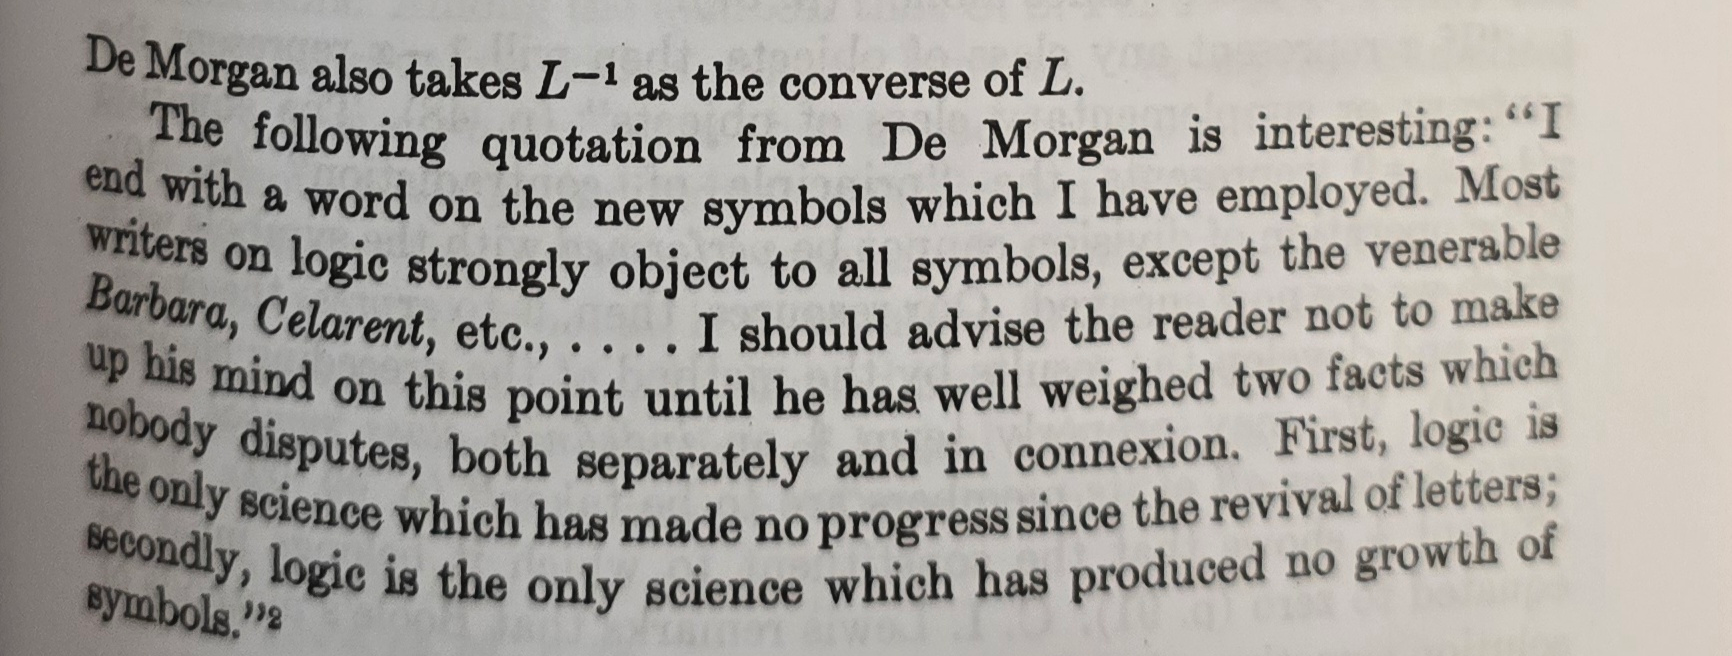 De Morgan also takes L⁻¹ as the converse of L.
The following quotation from De Morgan is interesting: “I
end with a word on the new symbols which I have employed. Most
writers on logic strongly object to all symbols, except the venerable
Barbara, Celarent, etc., . . . . I should advise the reader not to make
up his mind on this point until he has well weighed two facts which
nobody disputes, both separately and in connexion. First, logic is
the only science which has made no progress since the revival of letters;
secondly, logic is the only science which has produced no growth of
symbols.”²